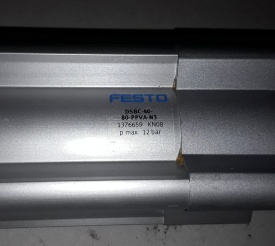 FESTO
DSBC-40-
80-PPVA-N3
1376659 KN08
p max. 12 bar